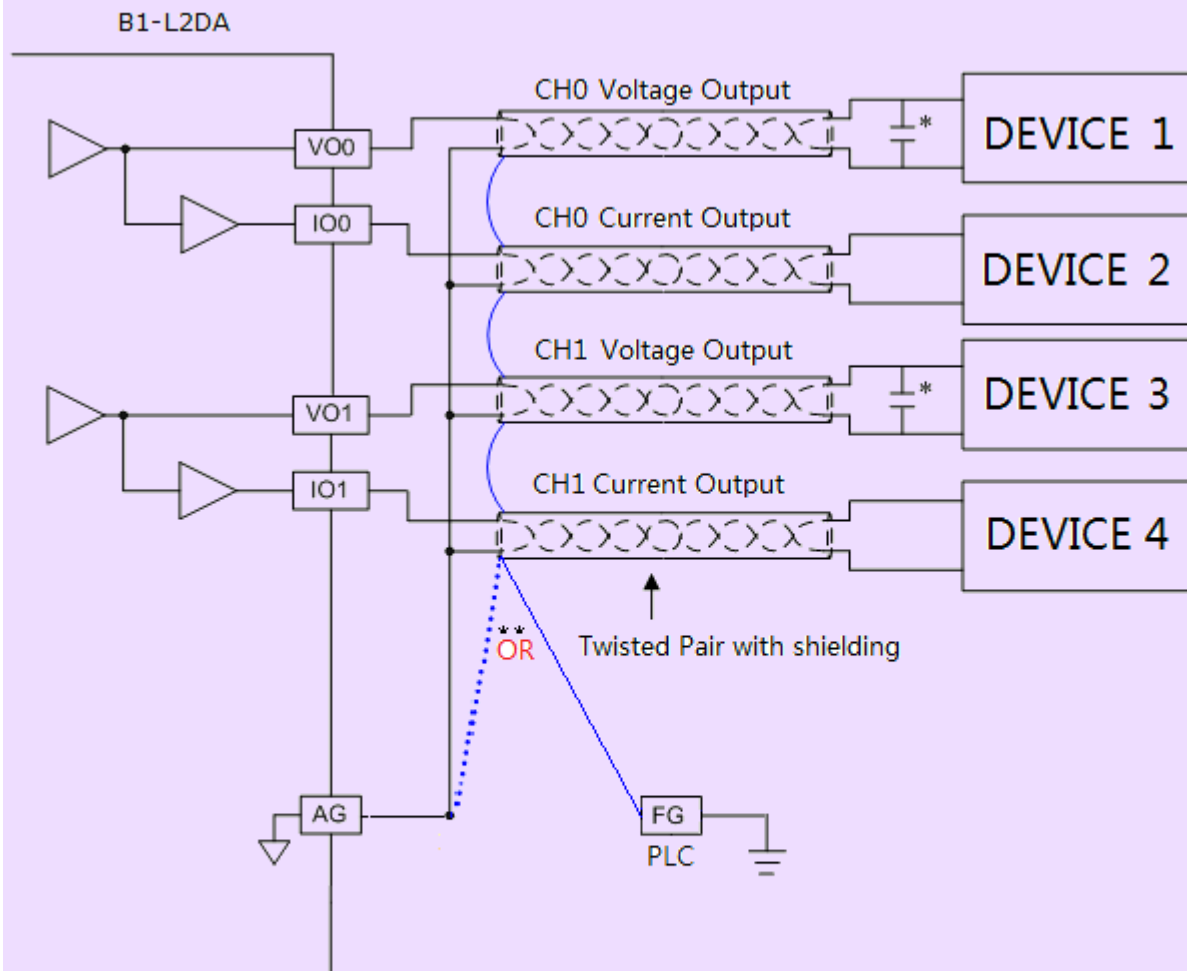 B1-L2DA
CH0 Voltage Output
VO0
*
DEVICE 1
IO0
CH0 Current Output
DEVICE 2
CH1 Voltage Output
VO1
*
DEVICE 3
IO1
CH1 Current Output
DEVICE 4
**
OR
Twisted Pair with shielding
AG
FG
PLC